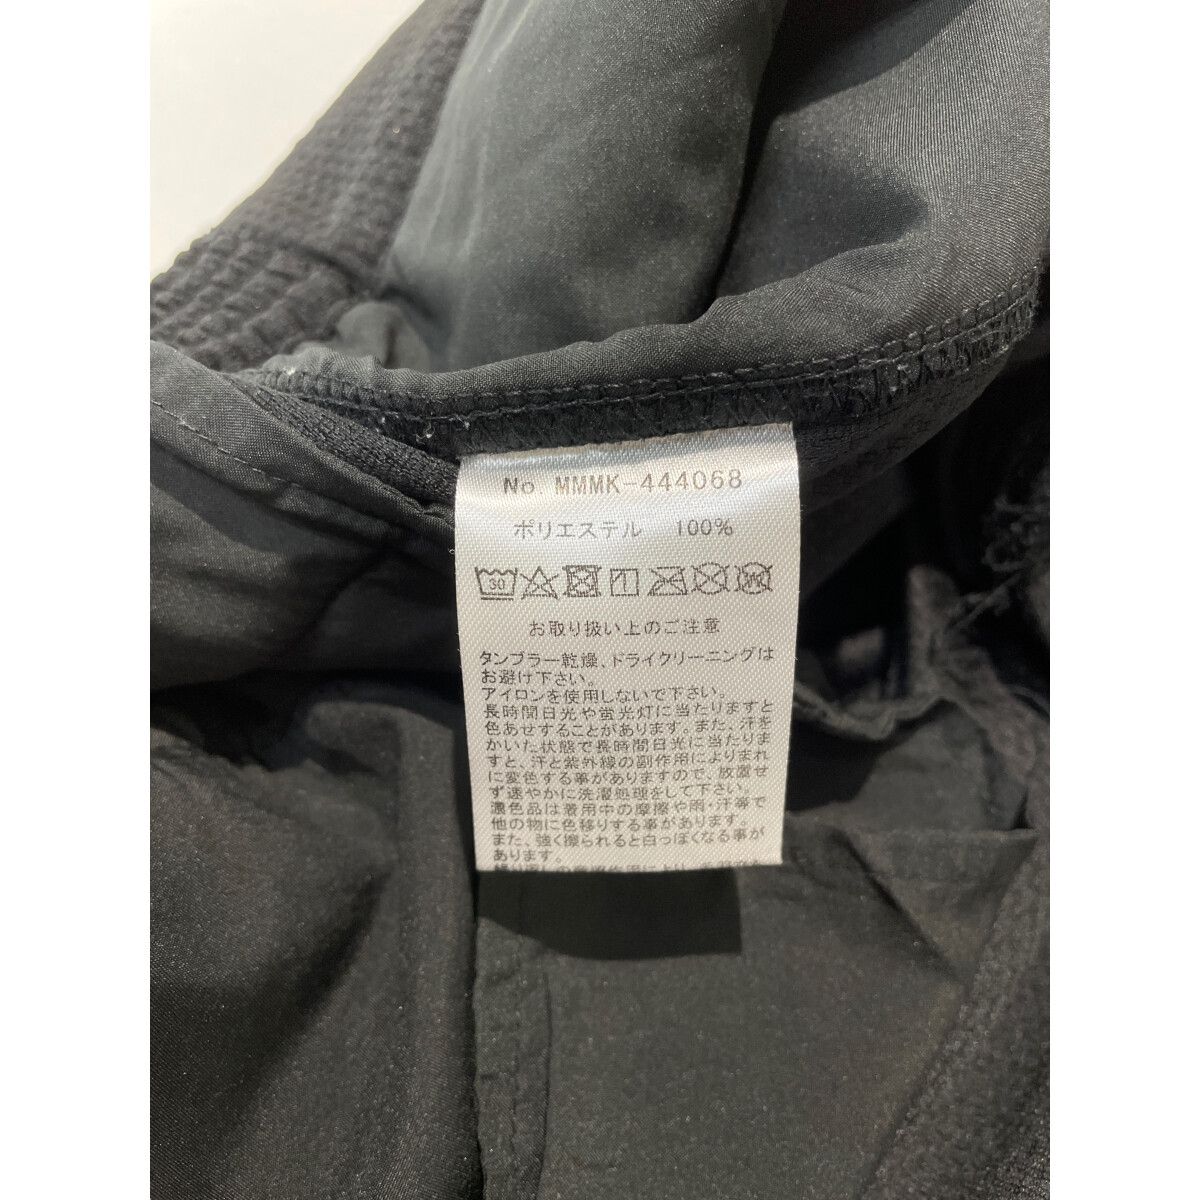 No. MMMK-444068
ポリエステル 100%
30 W
お取り扱い上のご注意
タンブラー乾燥、ドライクリーニングは
お避け下さい。
アイロンを使用しないで下さい。
長時間日光や蛍光灯に当たりますと
色あせすることがあります。また、汗を
かいた状態で長時間日光に当たりま
すと、汗と紫外線の副作用によりまれ
に変色する事がありますので、放置せ
ず速やかに洗濯処理をして下さい。
濃色品は着用中の摩擦や雨・汗等で
他の物に色移りする事があります。
また、強く擦られると白っぽくなる事が
あります。